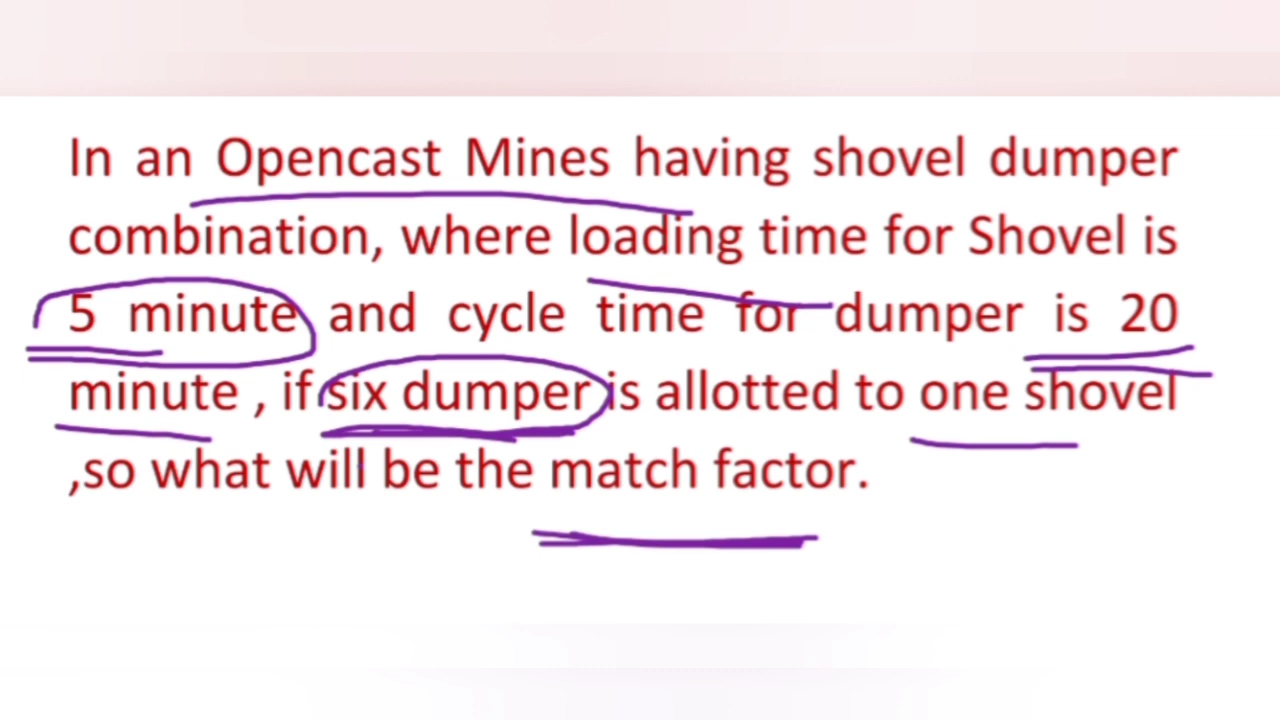 In an Opencast Mines having shovel dumper
combination, where loading time for Shovel is
5 minute and cycle time for dumper is 20
minute , if six dumper is allotted to one shovel
,so what will be the match factor.